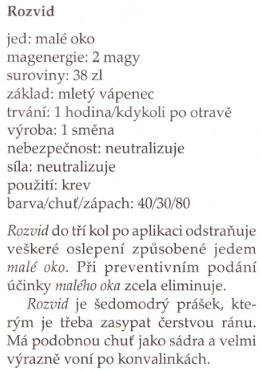 Rozvid
jed: malé oko
magenergie: 2 magy
suroviny: 38 zl
základ: mletý vápenec
trvání: 1 hodina/kdykoli po otravě
výroba: 1 směna
nebezpečnost: neutralizuje
síla: neutralizuje
použití: krev
barva/chuť/zápach: 40/30/80
Rozvid do tří kol po aplikaci odstraňuje
veškeré oslepení způsobené jedem
malé oko. Při preventivním podání
účinky malého oka zcela eliminuje.
Rozvid je šedomodrý prášek, kte-
rým je třeba zasypat čerstvou ránu.
Má podobnou chuť jako sádra a velmi
výrazně voní po konvalinkách.